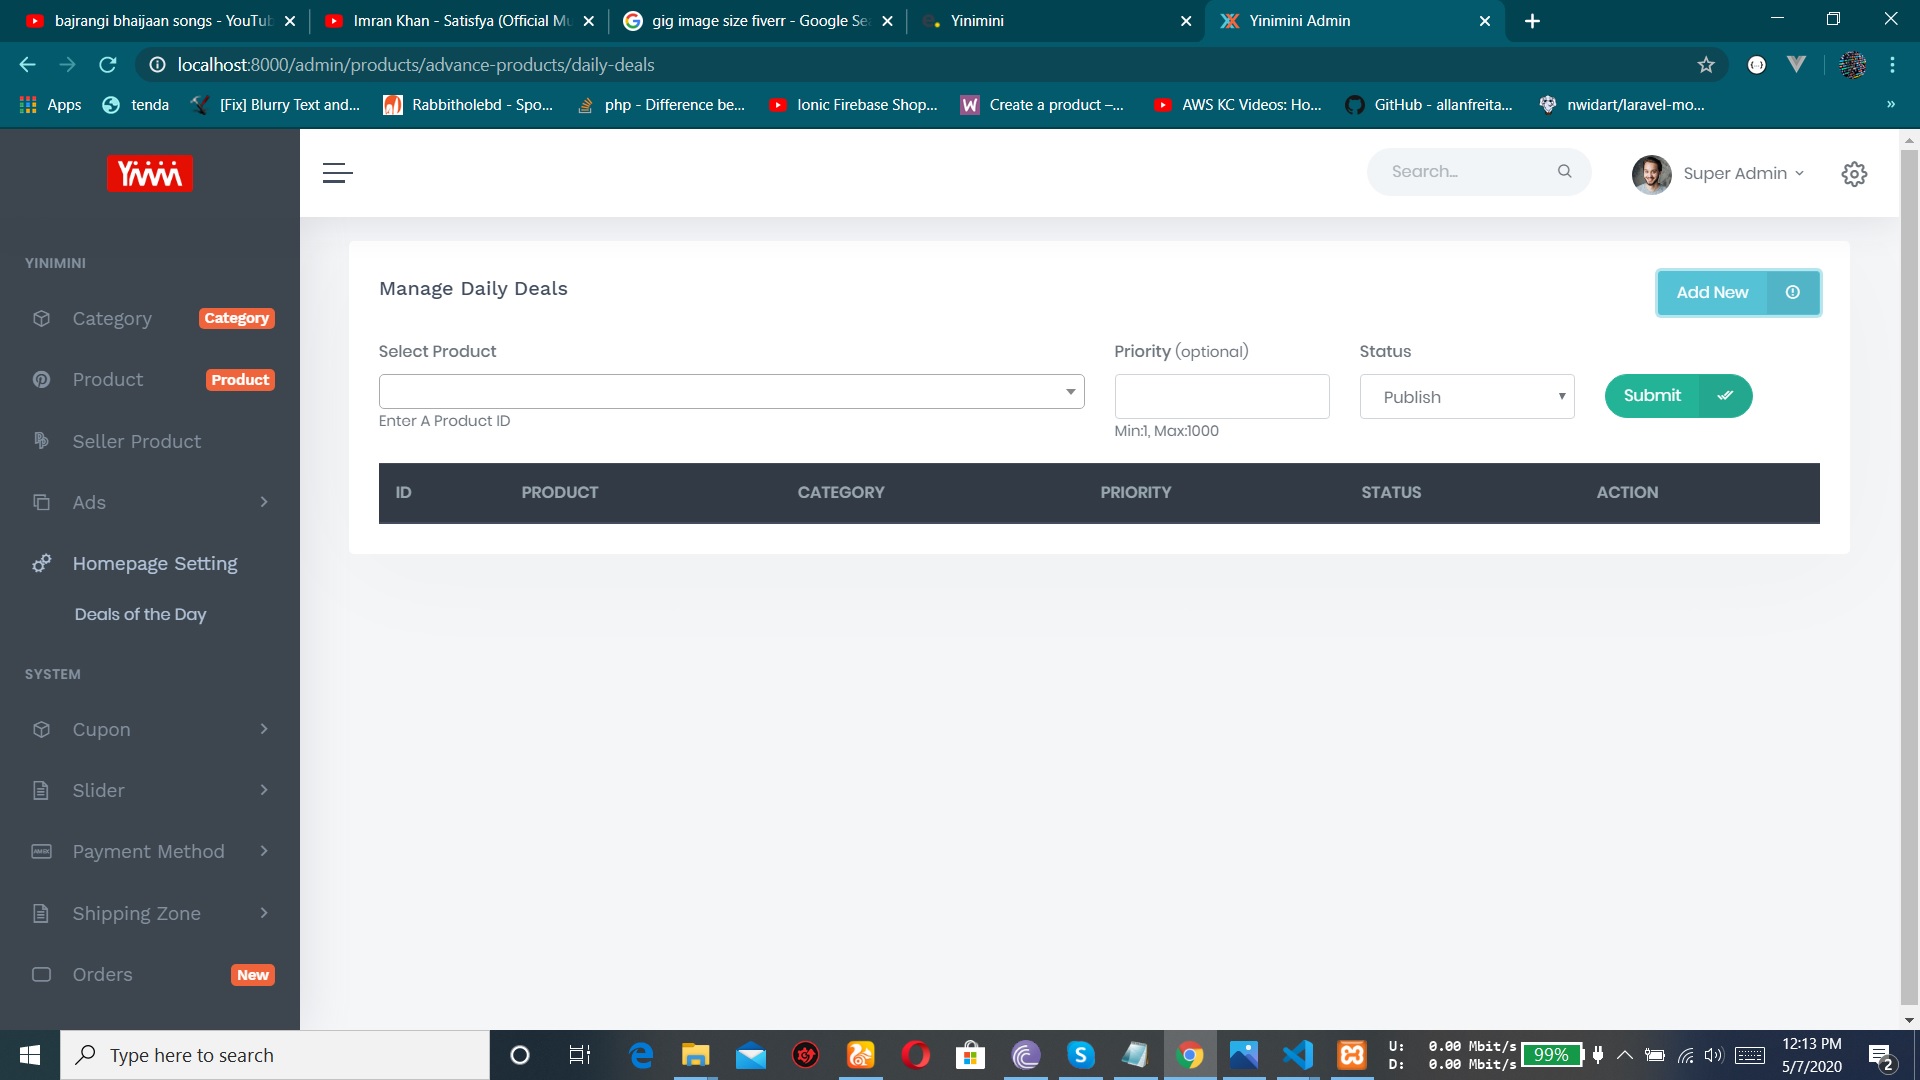 bajrangi bhaijaan songs - YouTub
Imran Khan - Satisfya (Official Mu
gig image size fiverr - Google Sea
Yinimini
Yinimini Admin
localhost:8000/admin/products/advance-products/daily-deals
Apps
tenda
[Fix] Blurry Text and...
Rabbitholebd - Spo...
php - Difference be...
Ionic Firebase Shop...
Create a product –...
AWS KC Videos: Ho...
GitHub - allanfreita...
nwidart/laravel-mo...
»
Search...
Super Admin
YINIMINI
Category
Category
Product
Product
Seller Product
Ads
Homepage Setting
Deals of the Day
SYSTEM
Cupon
Slider
Payment Method
Shipping Zone
Orders
New
Manage Daily Deals
Add New
Select Product
Enter A Product ID
Priority (optional)
Min:1, Max:1000
Status
Publish
Submit
ID PRODUCT CATEGORY PRIORITY STATUS ACTION
Type here to search
U: 0.00 Mbit/s
D: 0.00 Mbit/s
99%
12:13 PM
5/7/2020
2